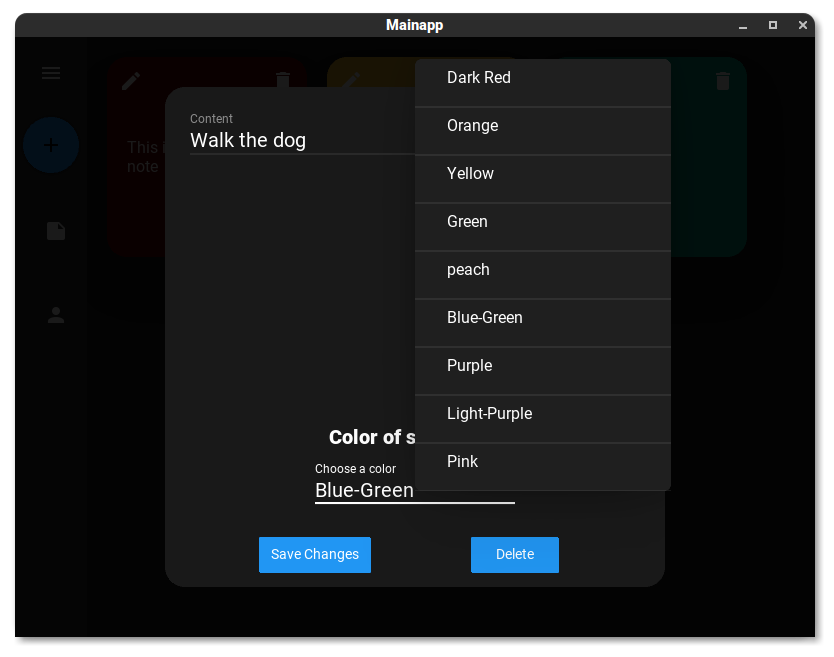 Mainapp
This i
note
Content
Walk the dog
Dark Red
Orange
Yellow
Green
peach
Blue-Green
Purple
Light-Purple
Pink
Color of s
Choose a color
Blue-Green
Save Changes
Delete